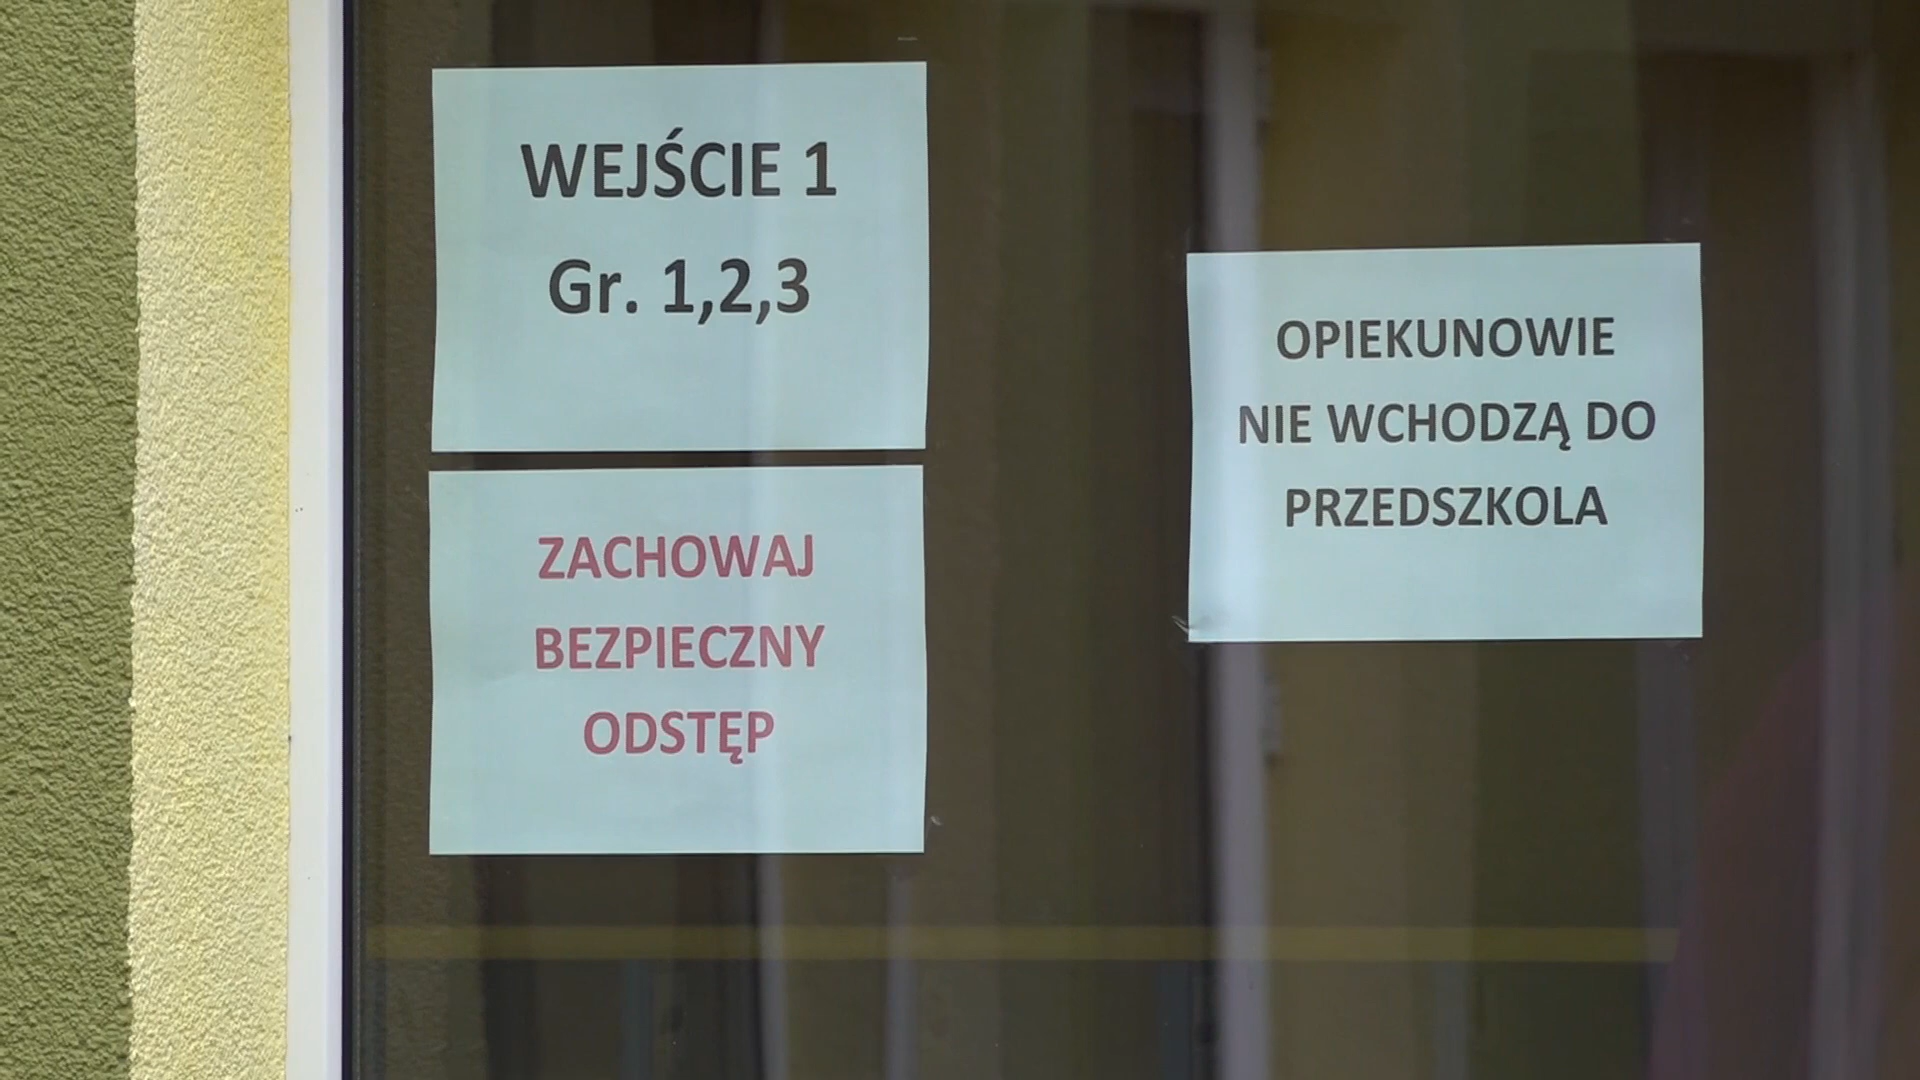 WEJŚCIE 1
Gr. 1,2,3
ZACHOWAJ
BEZPIECZNY
ODSTĘP
OPIEKUNOWIE
NIE WCHODZĄ DO
PRZEDSZKOLA